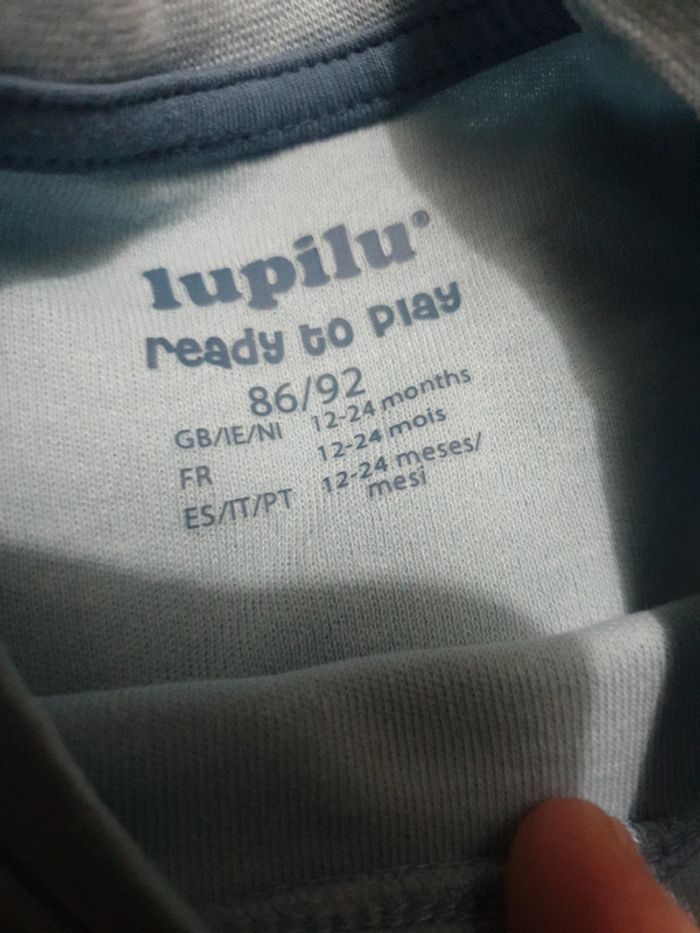 lupilu®
ready to play
86/92
GB/IE/NI 12-24 months
FR 12-24 mois
ES/IT/PT 12-24 meses/
mesi